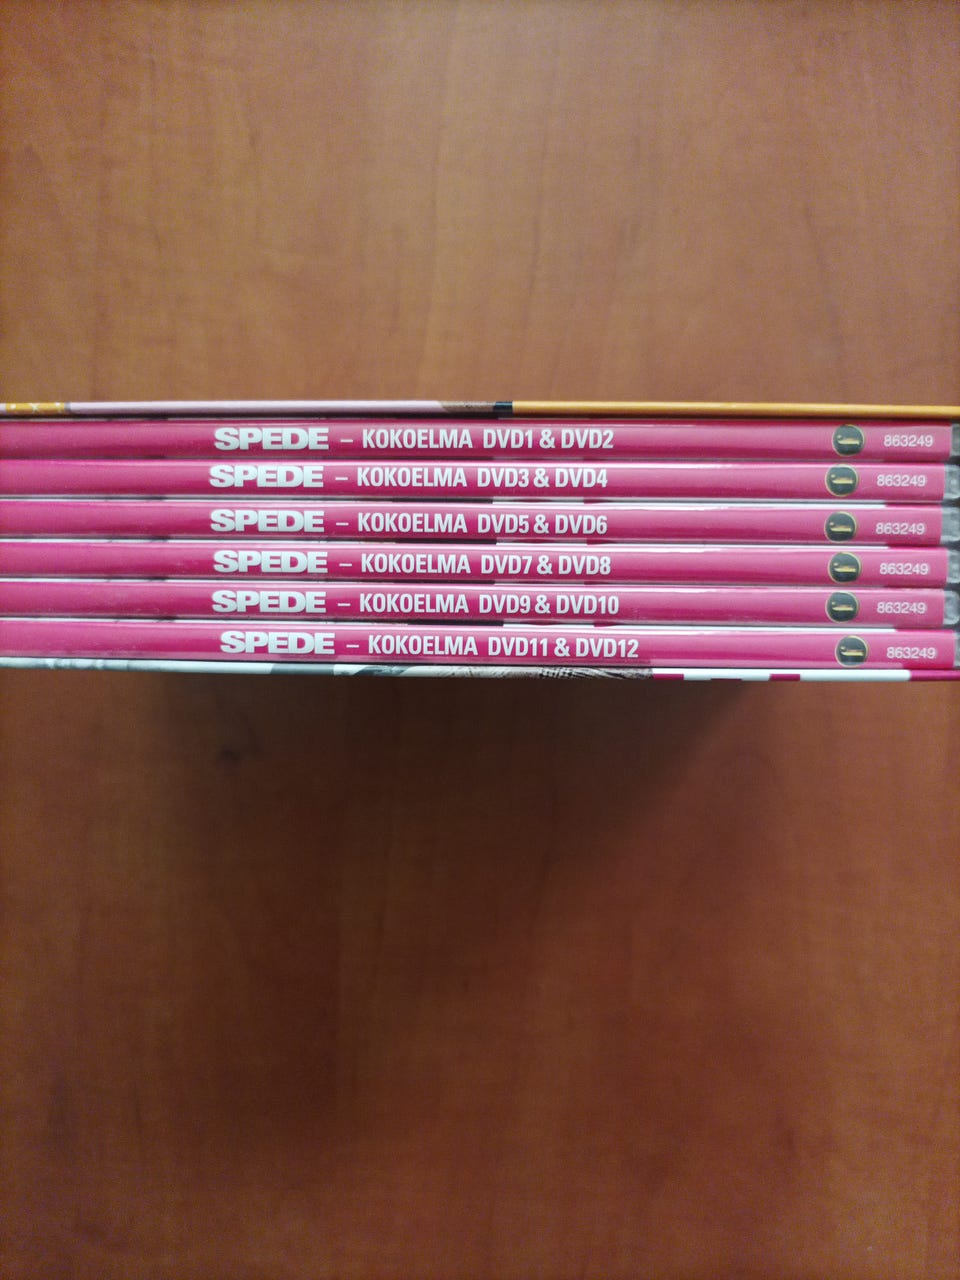 SPEDE – KOKOELMA DVD1 & DVD2 f 863249
SPEDE – KOKOELMA DVD3 & DVD4 f 863249
SPEDE – KOKOELMA DVD5 & DVD6 f 863249
SPEDE – KOKOELMA DVD7 & DVD8 f 863249
SPEDE – KOKOELMA DVD9 & DVD10 f 863249
SPEDE – KOKOELMA DVD11 & DVD12 f 863249